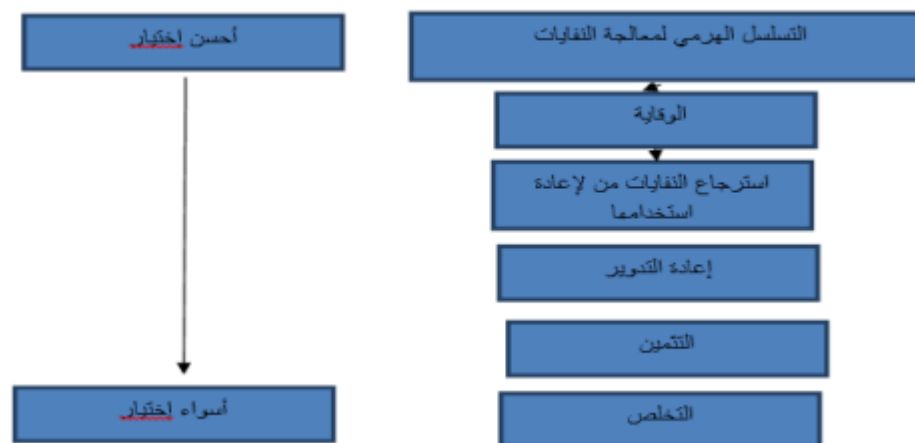 التسلسل الهرمي لمعالجة النفايات
أحسن إختيار
الوقاية
استرجاع النفايات من لإعادة
استخدامها
إعادة التدوير
التثمين
التخلص
أسواء إختيار